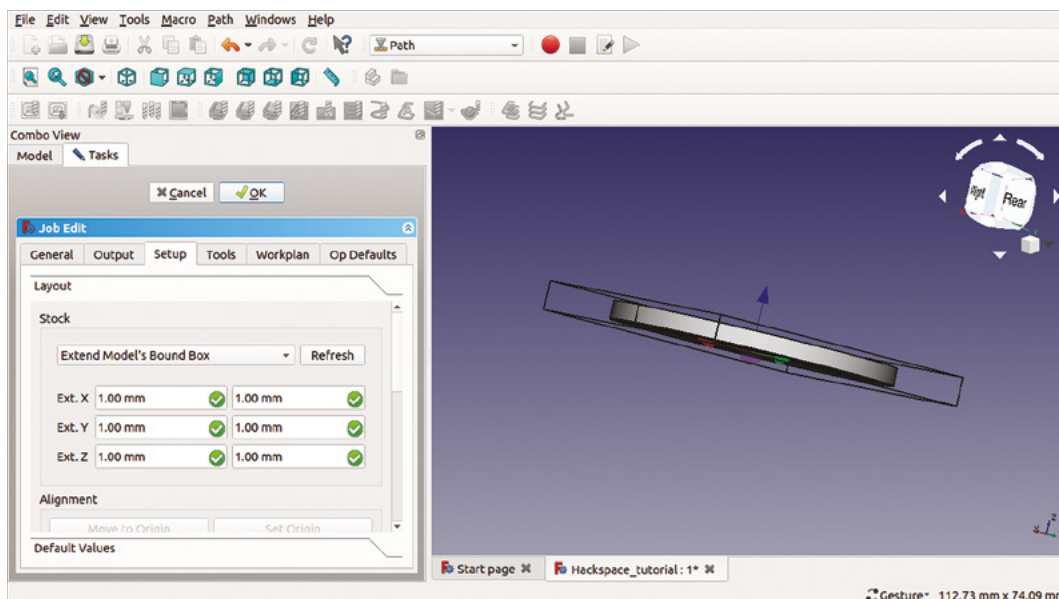 File Edit View Tools Macro Path Windows Help
Path
Combo View
Model Tasks
Cancel OK
Job Edit
General Output Setup Tools Workplan Op Defaults
Layout
Stock
Extend Model's Bound Box Refresh
Ext. X 1.00 mm 1.00 mm
Ext. Y 1.00 mm 1.00 mm
Ext. Z 1.00 mm 1.00 mm
Alignment
Move to Origin Set Origin
Default Values
Right Rear
Z
X
Start page Hackspace_tutorial : 1*
Gesture 112.73 mm x 74.09 mm